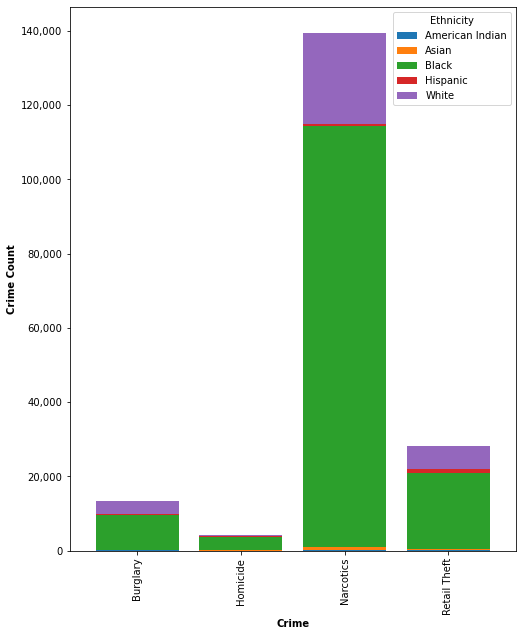 Ethnicity
American Indian
Asian
Black
Hispanic
White
140,000
120,000
100,000
80,000
60,000
40,000
20,000
0
Crime Count
Burglary
Homicide
Narcotics
Retail Theft
Crime